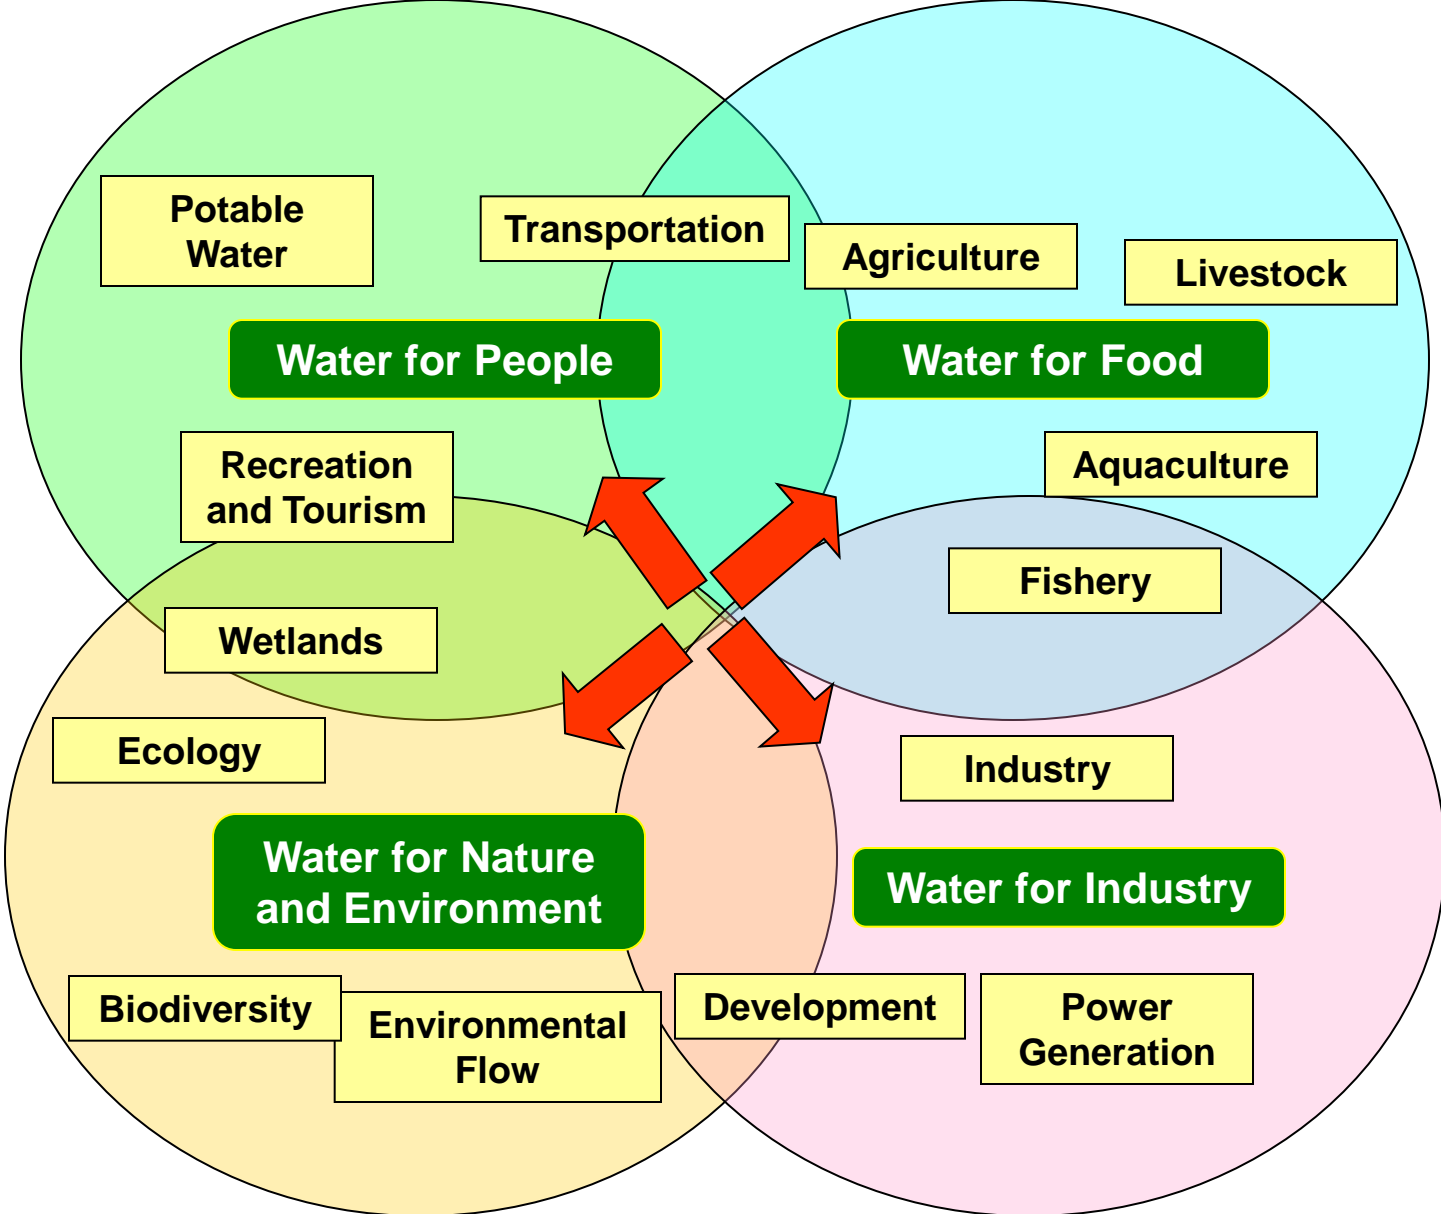 Potable
Water
Transportation
Agriculture
Livestock
Water for People
Water for Food
Recreation
and Tourism
Aquaculture
Fishery
Wetlands
Ecology
Industry
Water for Nature
and Environment
Water for Industry
Biodiversity
Environmental
Flow
Development
Power
Generation